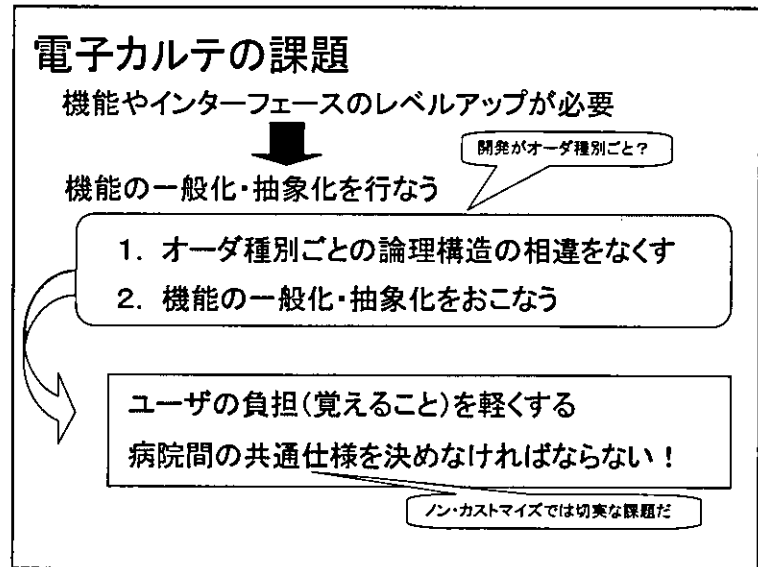 電子カルテの課題
機能やインターフェースのレベルアップが必要
開発がオーダ種別ごと?
機能の一般化・抽象化を行なう
1. オーダ種別ごとの論理構造の相違をなくす
2. 機能の一般化・抽象化をおこなう
ユーザの負担(覚えること)を軽くする
病院間の共通仕様を決めなければならない!
ノン・カストマイズでは切実な課題だ